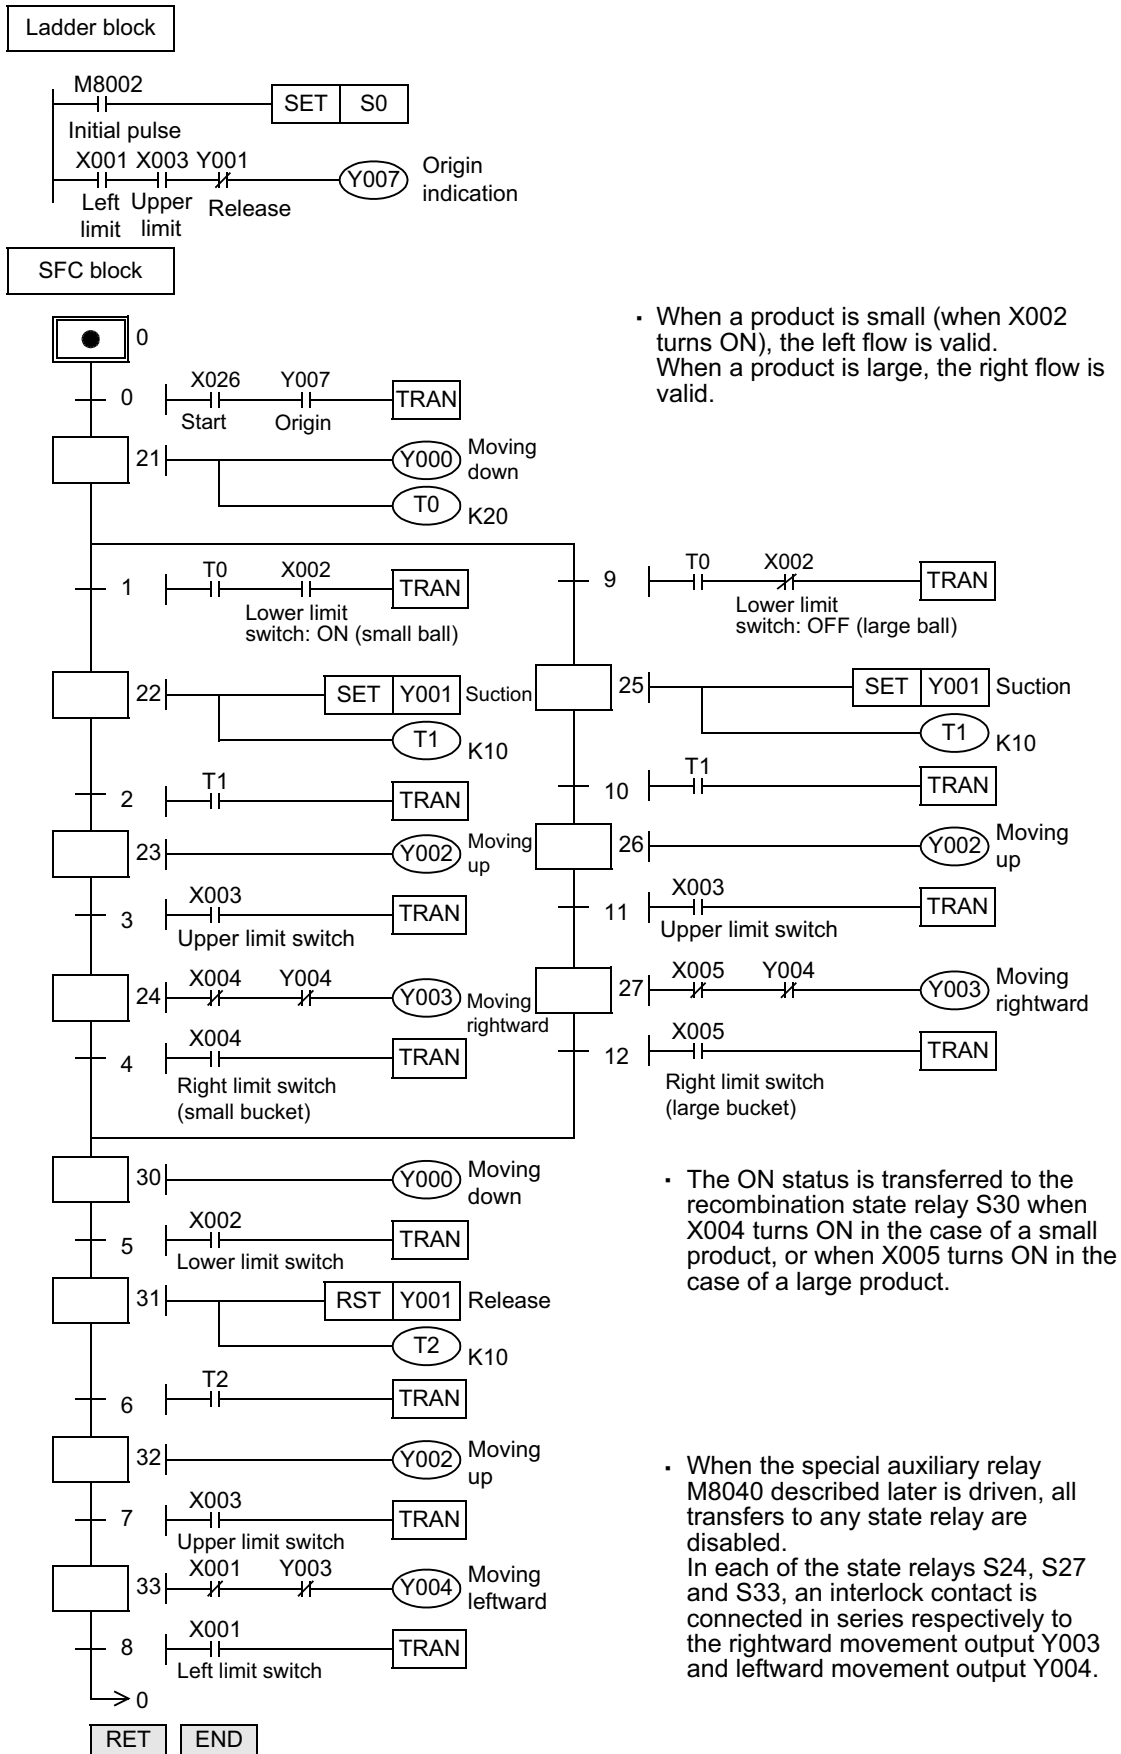 Ladder block
M8002
SET S0
Initial pulse
X001 X003 Y001
Y007
Origin
indication
Left Upper Release
limit limit
SFC block
0
· When a product is small (when X002
turns ON), the left flow is valid.
When a product is large, the right flow is
valid.
0 X026 Y007 TRAN
Start Origin
21 Y000 Moving
down
T0 K20
1 T0 X002 TRAN
Lower limit
switch: ON (small ball)
9 T0 X002 TRAN
Lower limit
switch: OFF (large ball)
22 SET Y001 Suction
T1 K10
25 SET Y001 Suction
T1 K10
2 T1 TRAN
10 T1 TRAN
23 Y002 Moving
up
26 Y002 Moving
up
3 X003 TRAN
Upper limit switch
11 X003 TRAN
Upper limit switch
24 X004 Y004 Y003 Moving
rightward
27 X005 Y004 Y003 Moving
rightward
4 X004 TRAN
Right limit switch
(small bucket)
12 X005 TRAN
Right limit switch
(large bucket)
30 Y000 Moving
down
· The ON status is transferred to the
recombination state relay S30 when
X004 turns ON in the case of a small
product, or when X005 turns ON in the
case of a large product.
5 X002 TRAN
Lower limit switch
31 RST Y001 Release
T2 K10
6 T2 TRAN
32 Y002 Moving
up
· When the special auxiliary relay
M8040 described later is driven, all
transfers to any state relay are
disabled.
In each of the state relays S24, S27
and S33, an interlock contact is
connected in series respectively to
the rightward movement output Y003
and leftward movement output Y004.
7 X003 TRAN
Upper limit switch
33 X001 Y003 Y004 Moving
leftward
8 X001 TRAN
Left limit switch
0
RET END